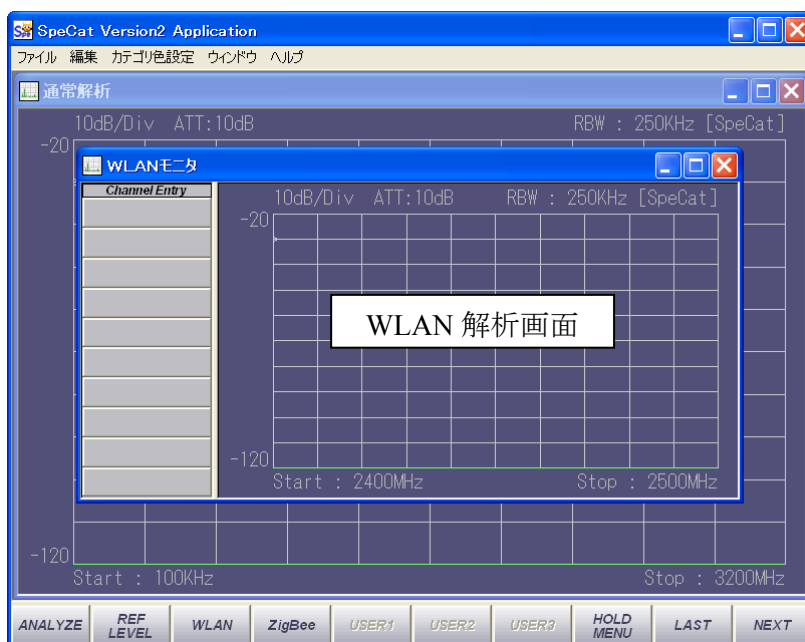 SpeCat Version2 Application
ファイル 編集 カテゴリ色設定 ウィンドウ ヘルプ
通常解析
10dB/Div ATT:10dB RBW : 250KHz [SpeCat]
-20
WLANモニタ
Channel Entry
10dB/Div ATT:10dB RBW : 250KHz [SpeCat]
-20
WLAN 解析画面
-120
Start : 2400MHz Stop : 2500MHz
-120
Start : 100KHz Stop : 3200MHz
ANALYZE REF LEVEL WLAN ZigBee USER1 USER2 USER3 HOLD MENU LAST NEXT